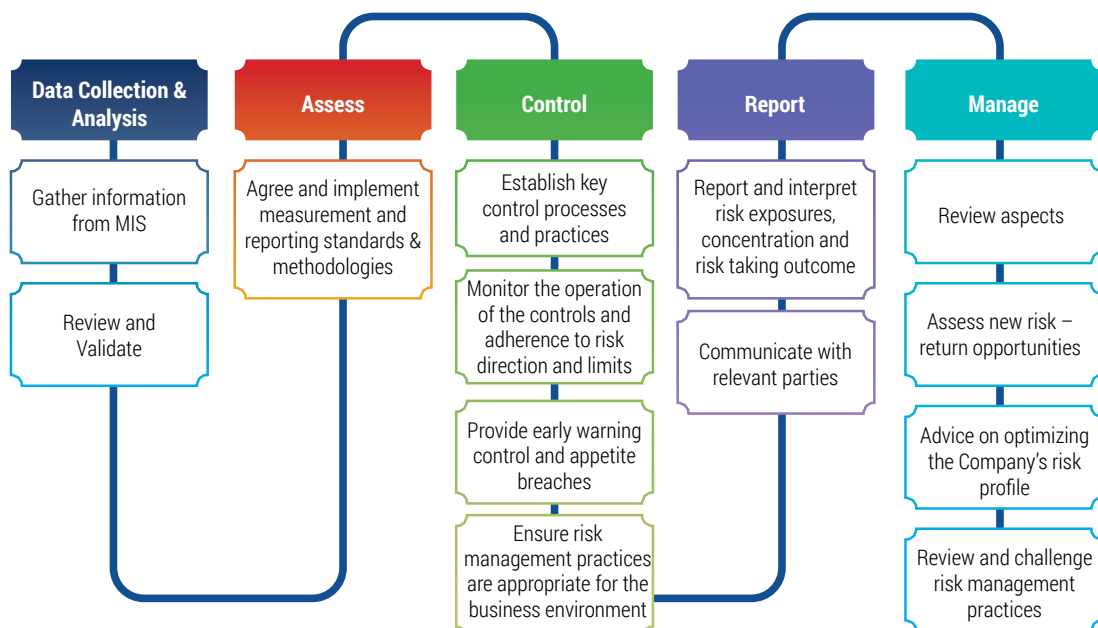 Data Collection &
Analysis
Gather information
from MIS
Review and
Validate
Assess
Agree and implement
measurement and
reporting standards &
methodologies
Control
Establish key
control processes
and practices
Monitor the operation
of the controls and
adherence to risk
direction and limits
Provide early warning
control and appetite
breaches
Ensure risk
management practices
are appropriate for the
business environment
Report
Report and interpret
risk exposures,
concentration and
risk taking outcome
Communicate with
relevant parties
Manage
Review aspects
Assess new risk –
return opportunities
Advice on optimizing
the Company's risk
profile
Review and challenge
risk management
practices